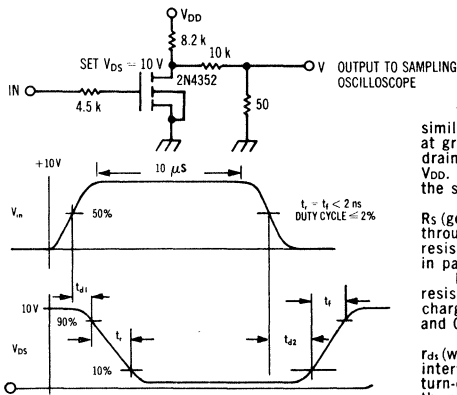 VDD
8.2k
SET VDS = 10 V
10 k
2N4352
V OUTPUT TO SAMPLING
OSCILLOSCOPE
IN
4.5 k
50
simil
at gr
drain
VDD.
the s
+10V
10 μS
Vin
50%
tr = tf < 2 ns
DUTY CYCLE ≤ 2%
Rs (ge
throu
resis
in pa
td1
tf
10V
90%
tr
td2
VDS
10%
resis
charg
and C
rds (w
inter
turn-